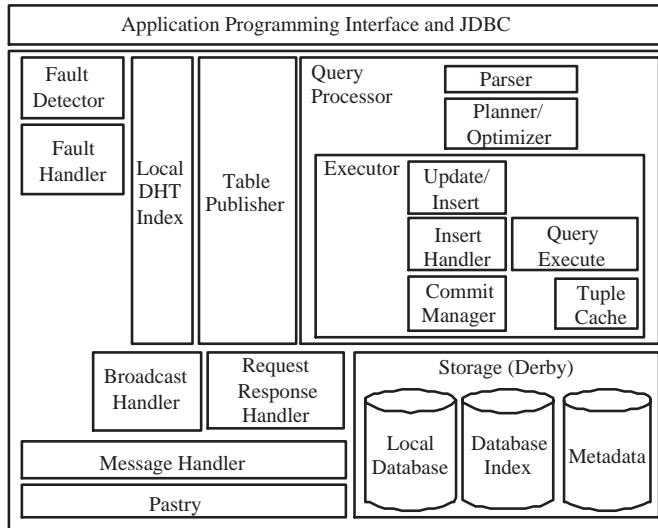 Application Programming Interface and JDBC
Fault
Detector
Fault
Handler
Local
DHT
Index
Table
Publisher
Query
Processor
Parser
Planner/
Optimizer
Executor
Update/
Insert
Insert
Handler
Query
Execute
Commit
Manager
Tuple
Cache
Broadcast
Handler
Request
Response
Handler
Storage (Derby)
Local
Database
Database
Index
Metadata
Message Handler
Pastry